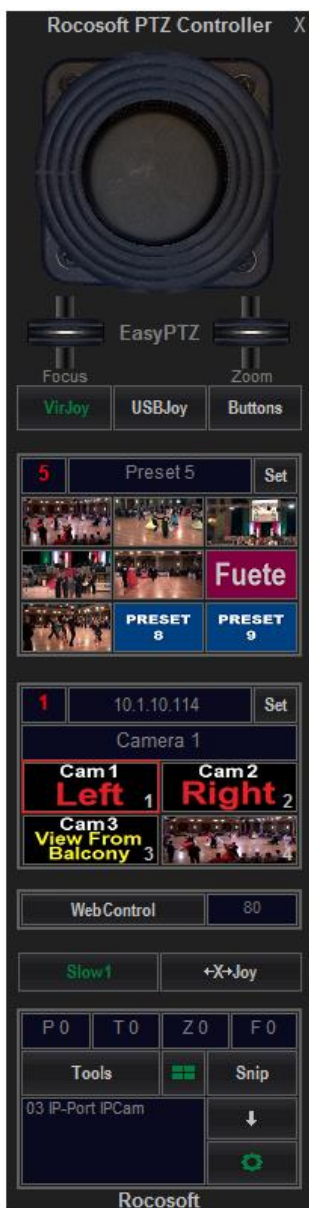 Rocosoft PTZ Controller X
EasyPTZ
Focus Zoom
VirJoy USBJoy Buttons
5 Preset 5 Set
Fuete
PRESET 8 PRESET 9
1 10.1.10.114 Set
Camera 1
Cam 1 Left 1
Cam 2 Right 2
Cam 3 View From Balcony 3
4
WebControl 80
Slow1 ←X→Joy
P 0 T 0 Z 0 F 0
Tools Snip
03 IP-Port IPCam
Rocosoft